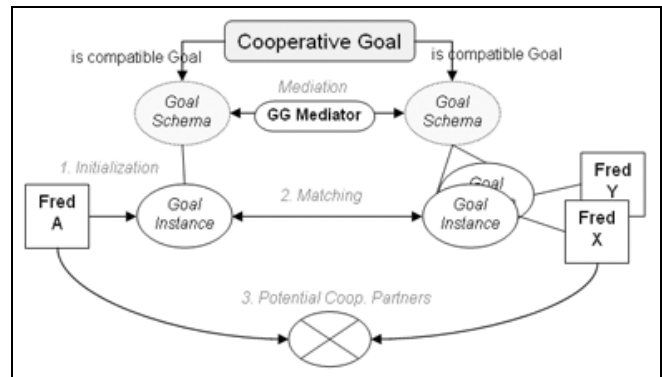 Cooperative Goal
is compatible Goal
is compatible Goal
Mediation
Goal
Schema
GG Mediator
Goal
Schema
1. Initialization
Fred
A
Goal
Instance
2. Matching
Goal
Goal
Instance
Fred
Y
Fred
X
3. Potential Coop. Partners